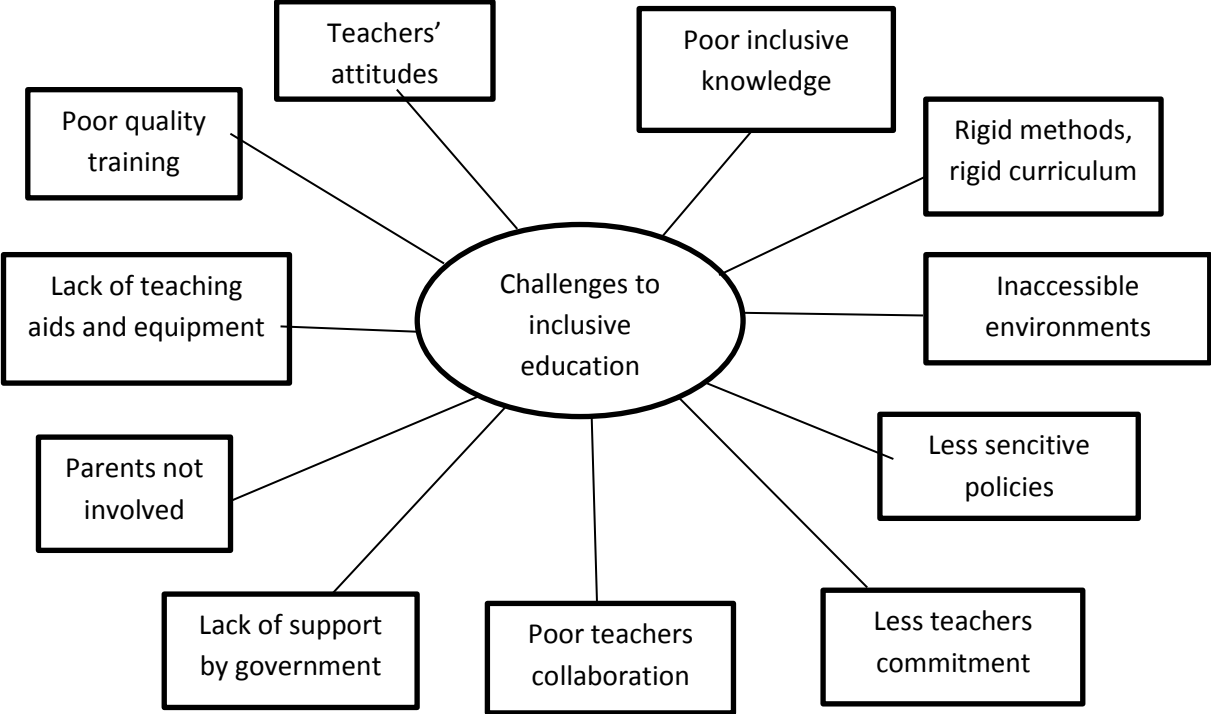 Teachers’
attitudes
Poor inclusive
knowledge
Poor quality
training
Rigid methods,
rigid curriculum
Lack of teaching
aids and equipment
Challenges to
inclusive
education
Inaccessible
environments
Parents not
involved
Less sencitive
policies
Lack of support
by government
Poor teachers
collaboration
Less teachers
commitment